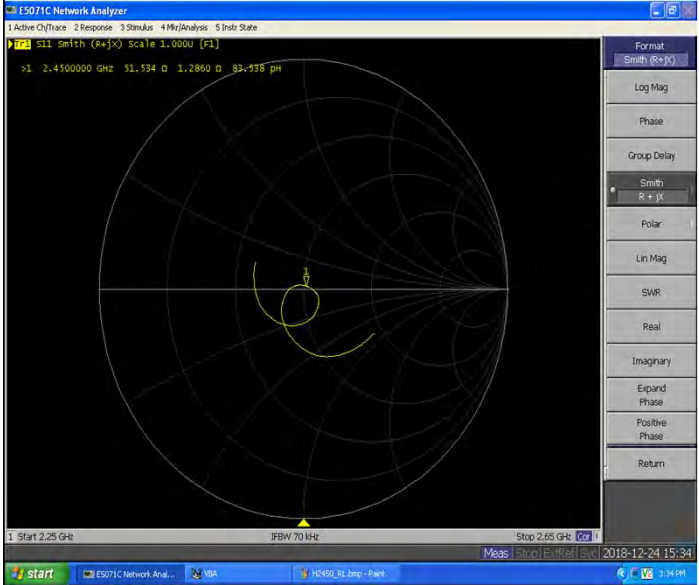 E5071C Network Analyzer
1 Active Ch/Trace 2 Response 3 Stimulus 4 Mkr/Analysis 5 Instr State
Tr1 S11 Smith (R+jX) Scale 1.000U [F1]
>1 2.4500000 GHz 51.534 Ω 1.2860 Ω 83.538 pH
1
Format
Smith (R+jX)
Log Mag
Phase
Group Delay
Smith
R + jX
Polar
Lin Mag
SWR
Real
Imaginary
Expand
Phase
Positive
Phase
Return
1 Start 2.25 GHz IFBW 70 kHz Stop 2.65 GHz Cor !
Meas Stop ExtRef Svc 2018-12-24 15:34
start E5071C Network Anal... VBA H2450_RL.bmp - Paint 3:34 PM